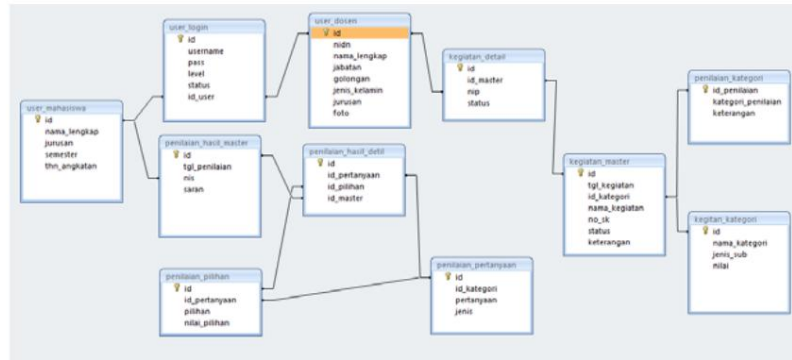 user_login
id
username
pass
level
status
id_user
user_dosen
id
nidn
nama_lengkap
jabatan
golongan
jenis_kelamin
jurusan
foto
kegiatan_detail
id
id_master
nip
status
penilaian_kategori
id_penilaian
kategori_penilaian
keterangan
user_mahasiswa
id
nama_lengkap
jurusan
semester
thn_angkatan
penilaian_hasil_master
id
tgl_penilaian
nis
saran
penilaian_hasil_detil
id
id_pertanyaan
id_pilihan
id_master
kegiatan_master
id
tgl_kegiatan
id_kategori
nama_kegiatan
no_sk
status
keterangan
kegitan_kategori
id
nama_kategori
jenis_sub
nilai
penilaian_pilihan
id
id_pertanyaan
pilihan
nilai_pilihan
penilaian_pertanyaan
id
id_kategori
pertanyaan
jenis